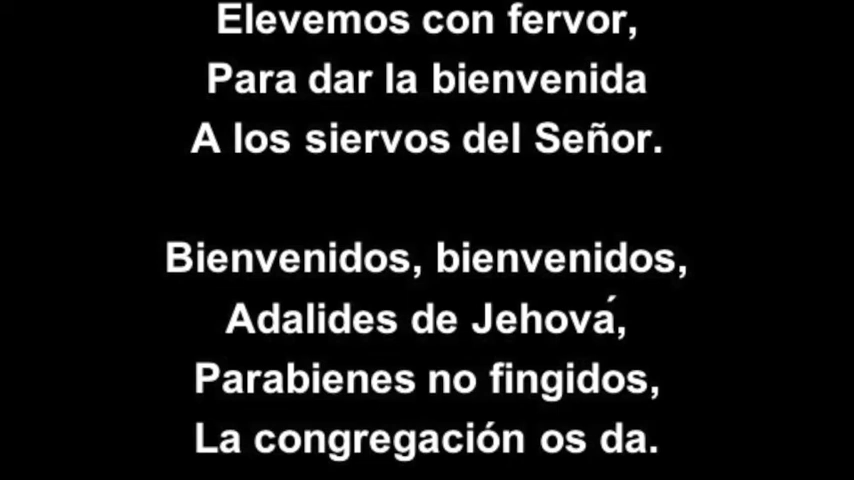 Elevemos con fervor,
Para dar la bienvenida
A los siervos del Señor.
Bienvenidos, bienvenidos,
Adalides de Jehová,
Parabienes no fingidos,
La congregación os da.